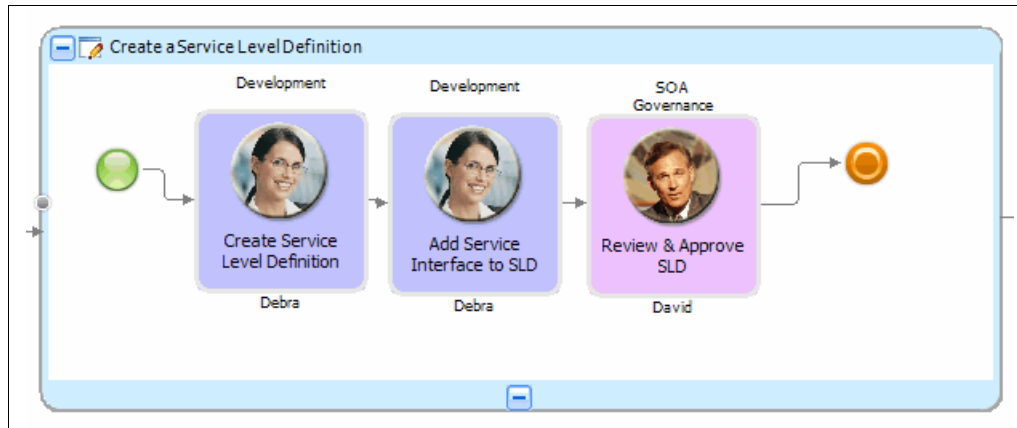 Create a Service Level Definition
Development
Development
SOA
Governance
Create Service
Level Definition
Add Service
Interface to SLD
Review & Approve
SLD
Debra
Debra
David